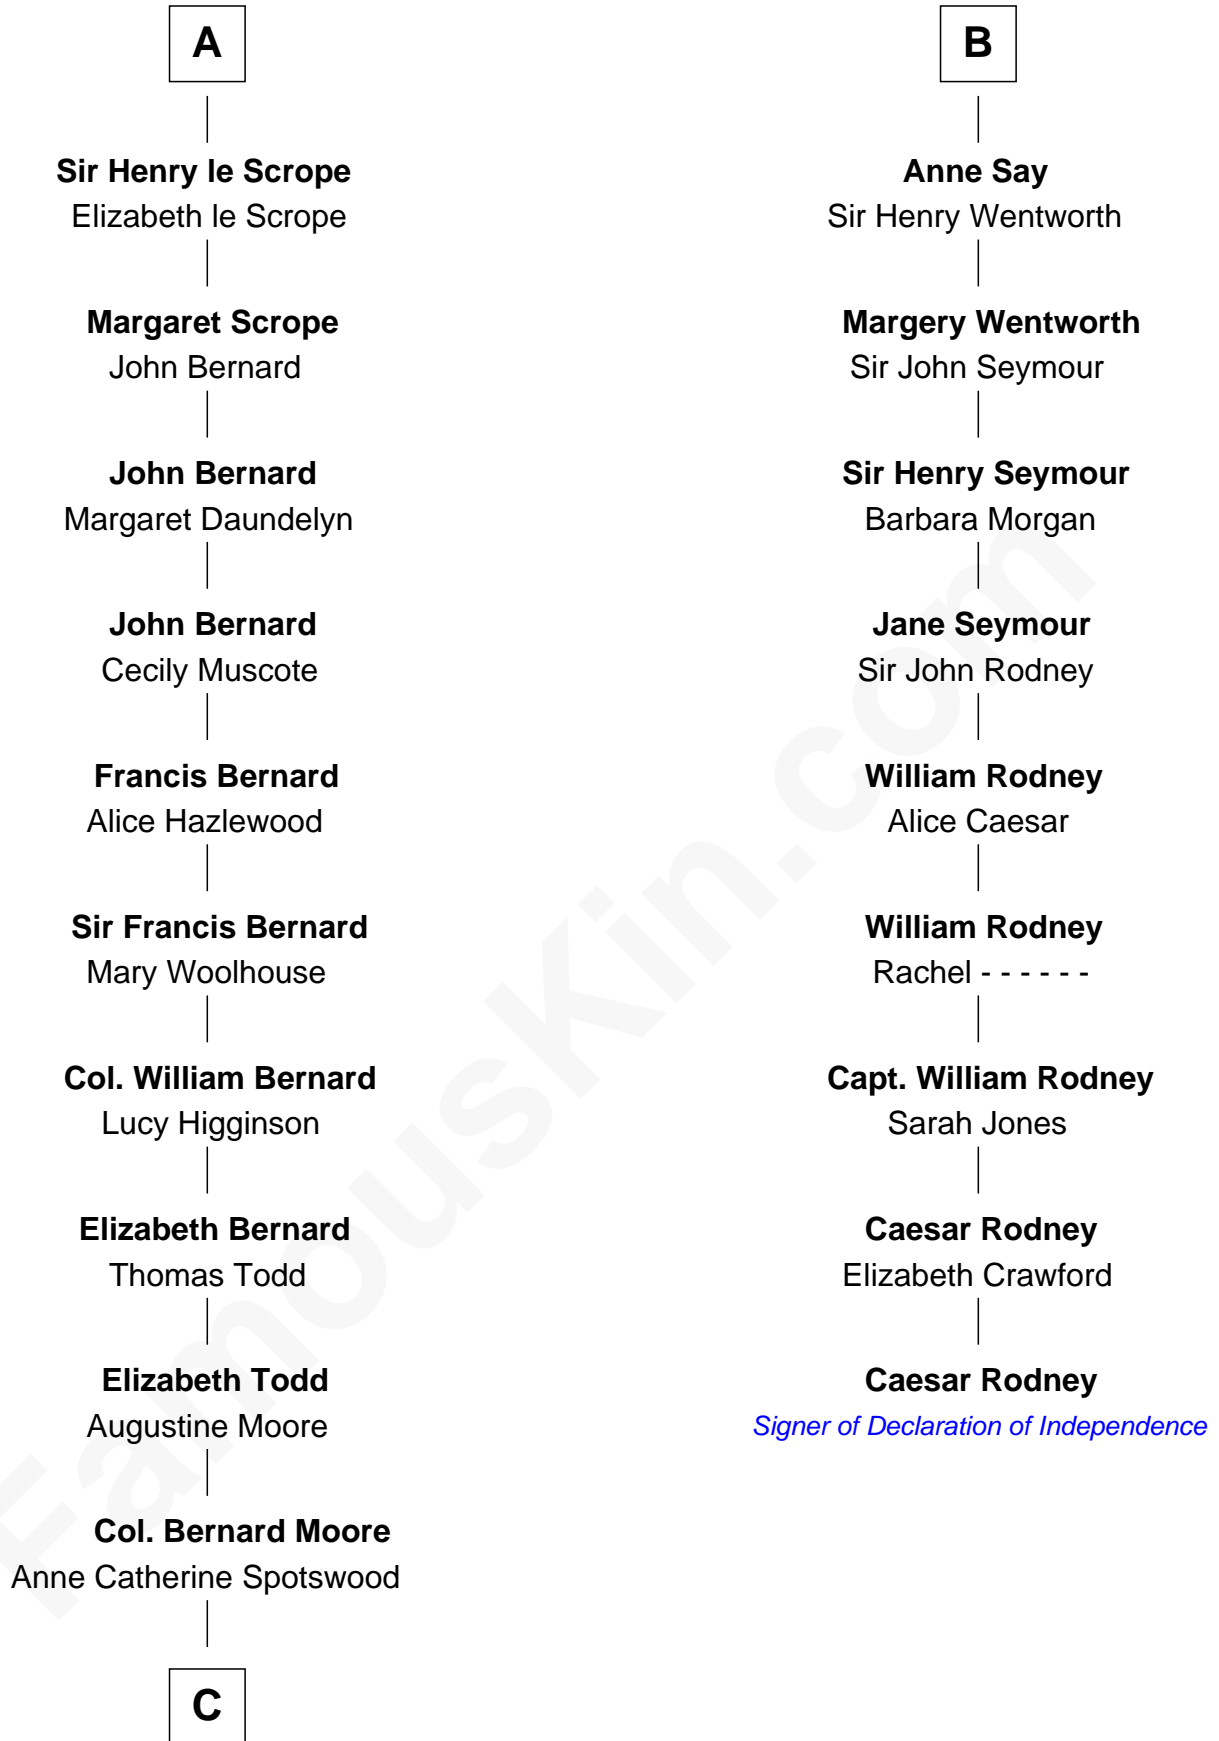 A
Sir Henry le Scrope
Elizabeth le Scrope
Margaret Scrope
John Bernard
John Bernard
Margaret Daundelyn
John Bernard
Cecily Muscote
Francis Bernard
Alice Hazlewood
Sir Francis Bernard
Mary Woolhouse
Col. William Bernard
Lucy Higginson
Elizabeth Bernard
Thomas Todd
Elizabeth Todd
Augustine Moore
Col. Bernard Moore
Anne Catherine Spotswood
C
B
Anne Say
Sir Henry Wentworth
Margery Wentworth
Sir John Seymour
Sir Henry Seymour
Barbara Morgan
Jane Seymour
Sir John Rodney
William Rodney
Alice Caesar
William Rodney
Rachel - - - - - -
Capt. William Rodney
Sarah Jones
Caesar Rodney
Elizabeth Crawford
Caesar Rodney
Signer of Declaration of Independence
FamousKin.com